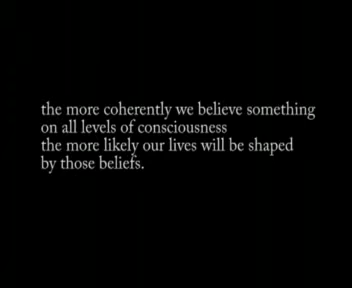 the more coherently we believe something
on all levels of consciousness
the more likely our lives will be shaped
by those beliefs.